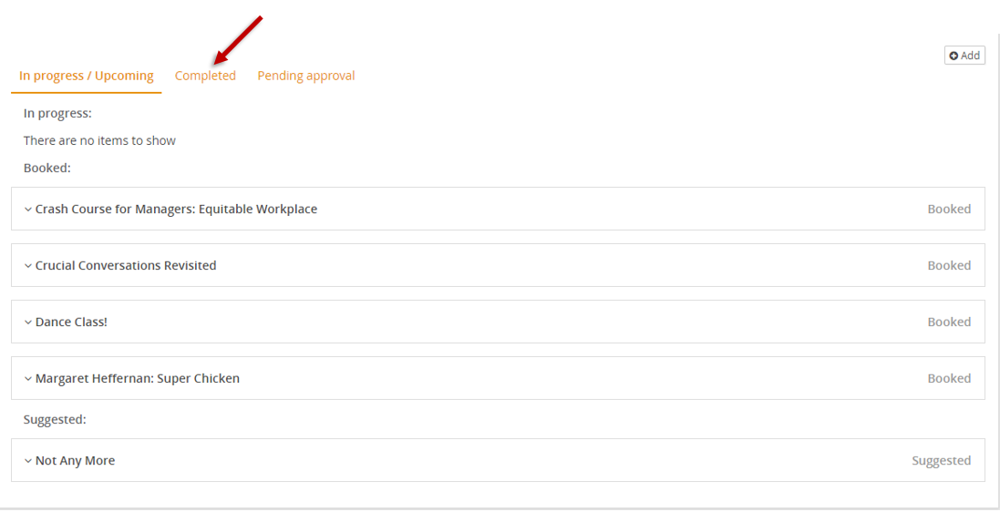 Add
In progress / Upcoming Completed Pending approval
In progress:
There are no items to show
Booked:
Crash Course for Managers: Equitable Workplace Booked
Crucial Conversations Revisited Booked
Dance Class! Booked
Margaret Heffernan: Super Chicken Booked
Suggested:
Not Any More Suggested